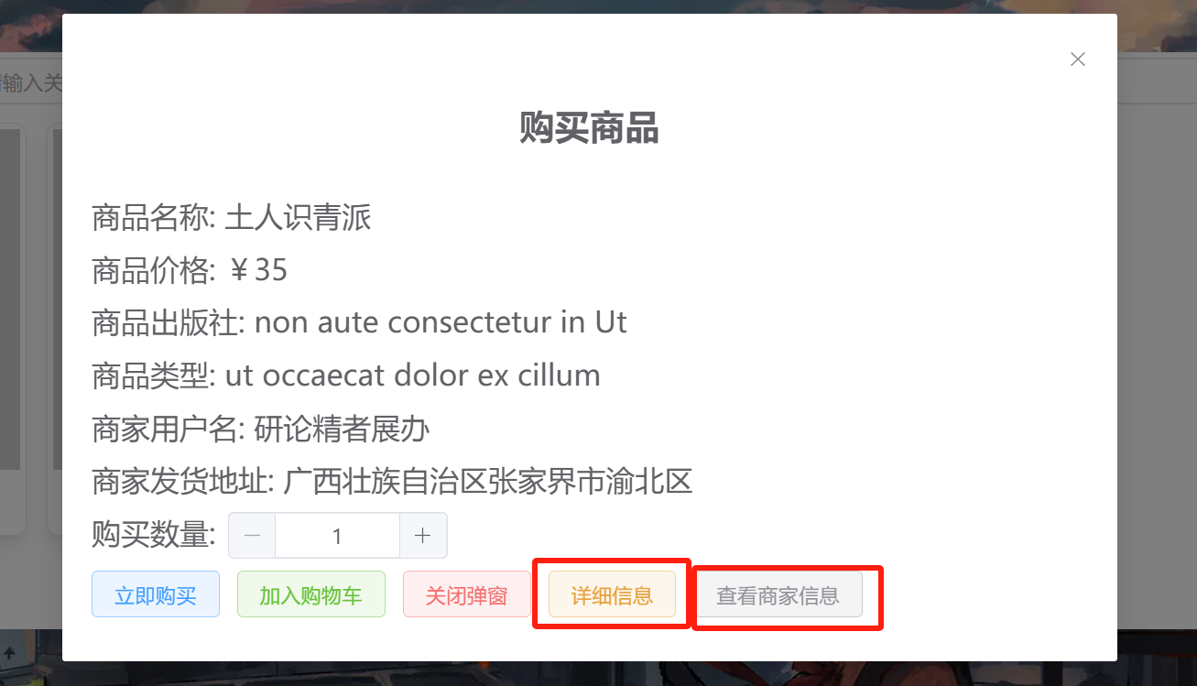 输入关
购买商品
商品名称: 土人识青派
商品价格: ￥35
商品出版社: non aute consectetur in Ut
商品类型: ut occaecat dolor ex cillum
商家用户名: 研论精者展办
商家发货地址: 广西壮族自治区张家界市渝北区
购买数量: 1
立即购买 加入购物车 关闭弹窗 详细信息 查看商家信息